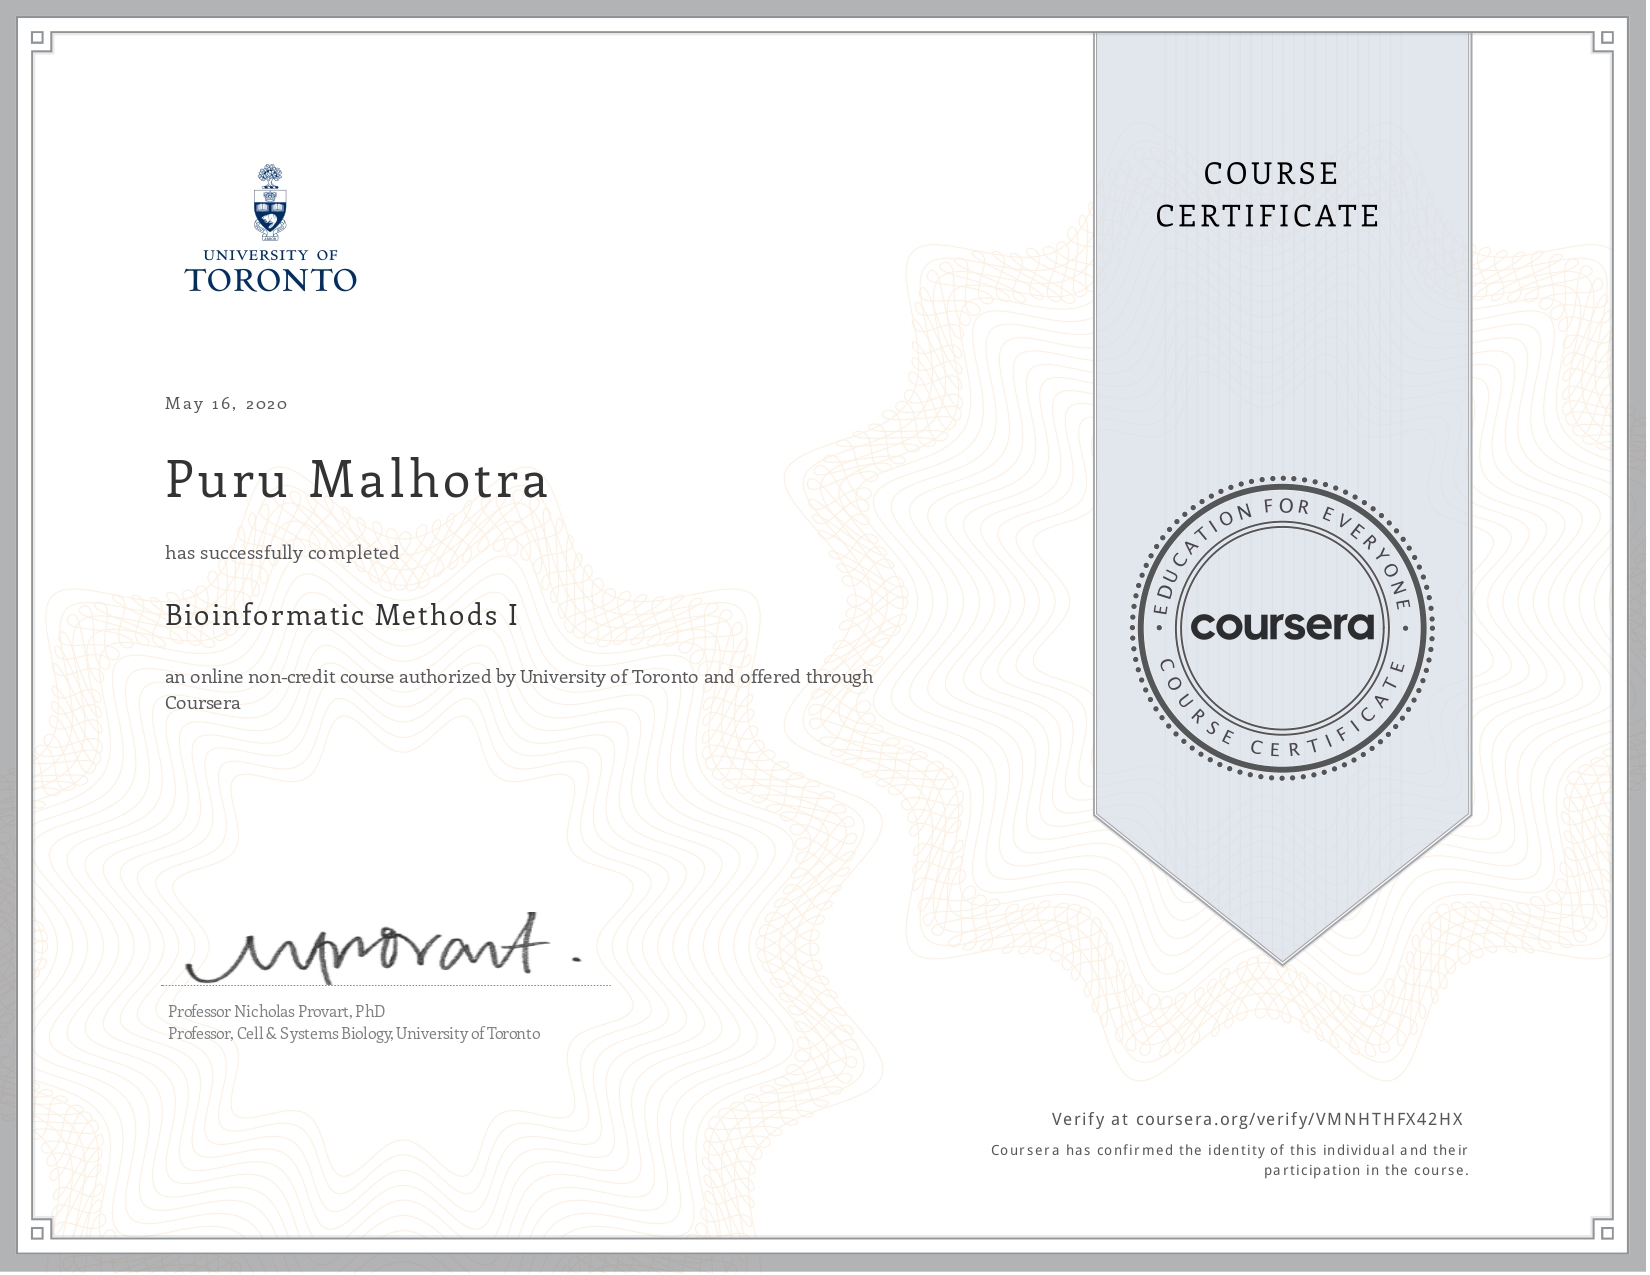 UNIVERSITY OF
TORONTO
COURSE
CERTIFICATE
May 16, 2020
Puru Malhotra
has successfully completed
Bioinformatic Methods I
an online non-credit course authorized by University of Toronto and offered through
Coursera
EDUCATION FOR EVERYONE
coursera
COURSE CERTIFICATE
Professor Nicholas Provart, PhD
Professor, Cell & Systems Biology, University of Toronto
Verify at coursera.org/verify/VMNHTHFX42HX
Coursera has confirmed the identity of this individual and their
participation in the course.